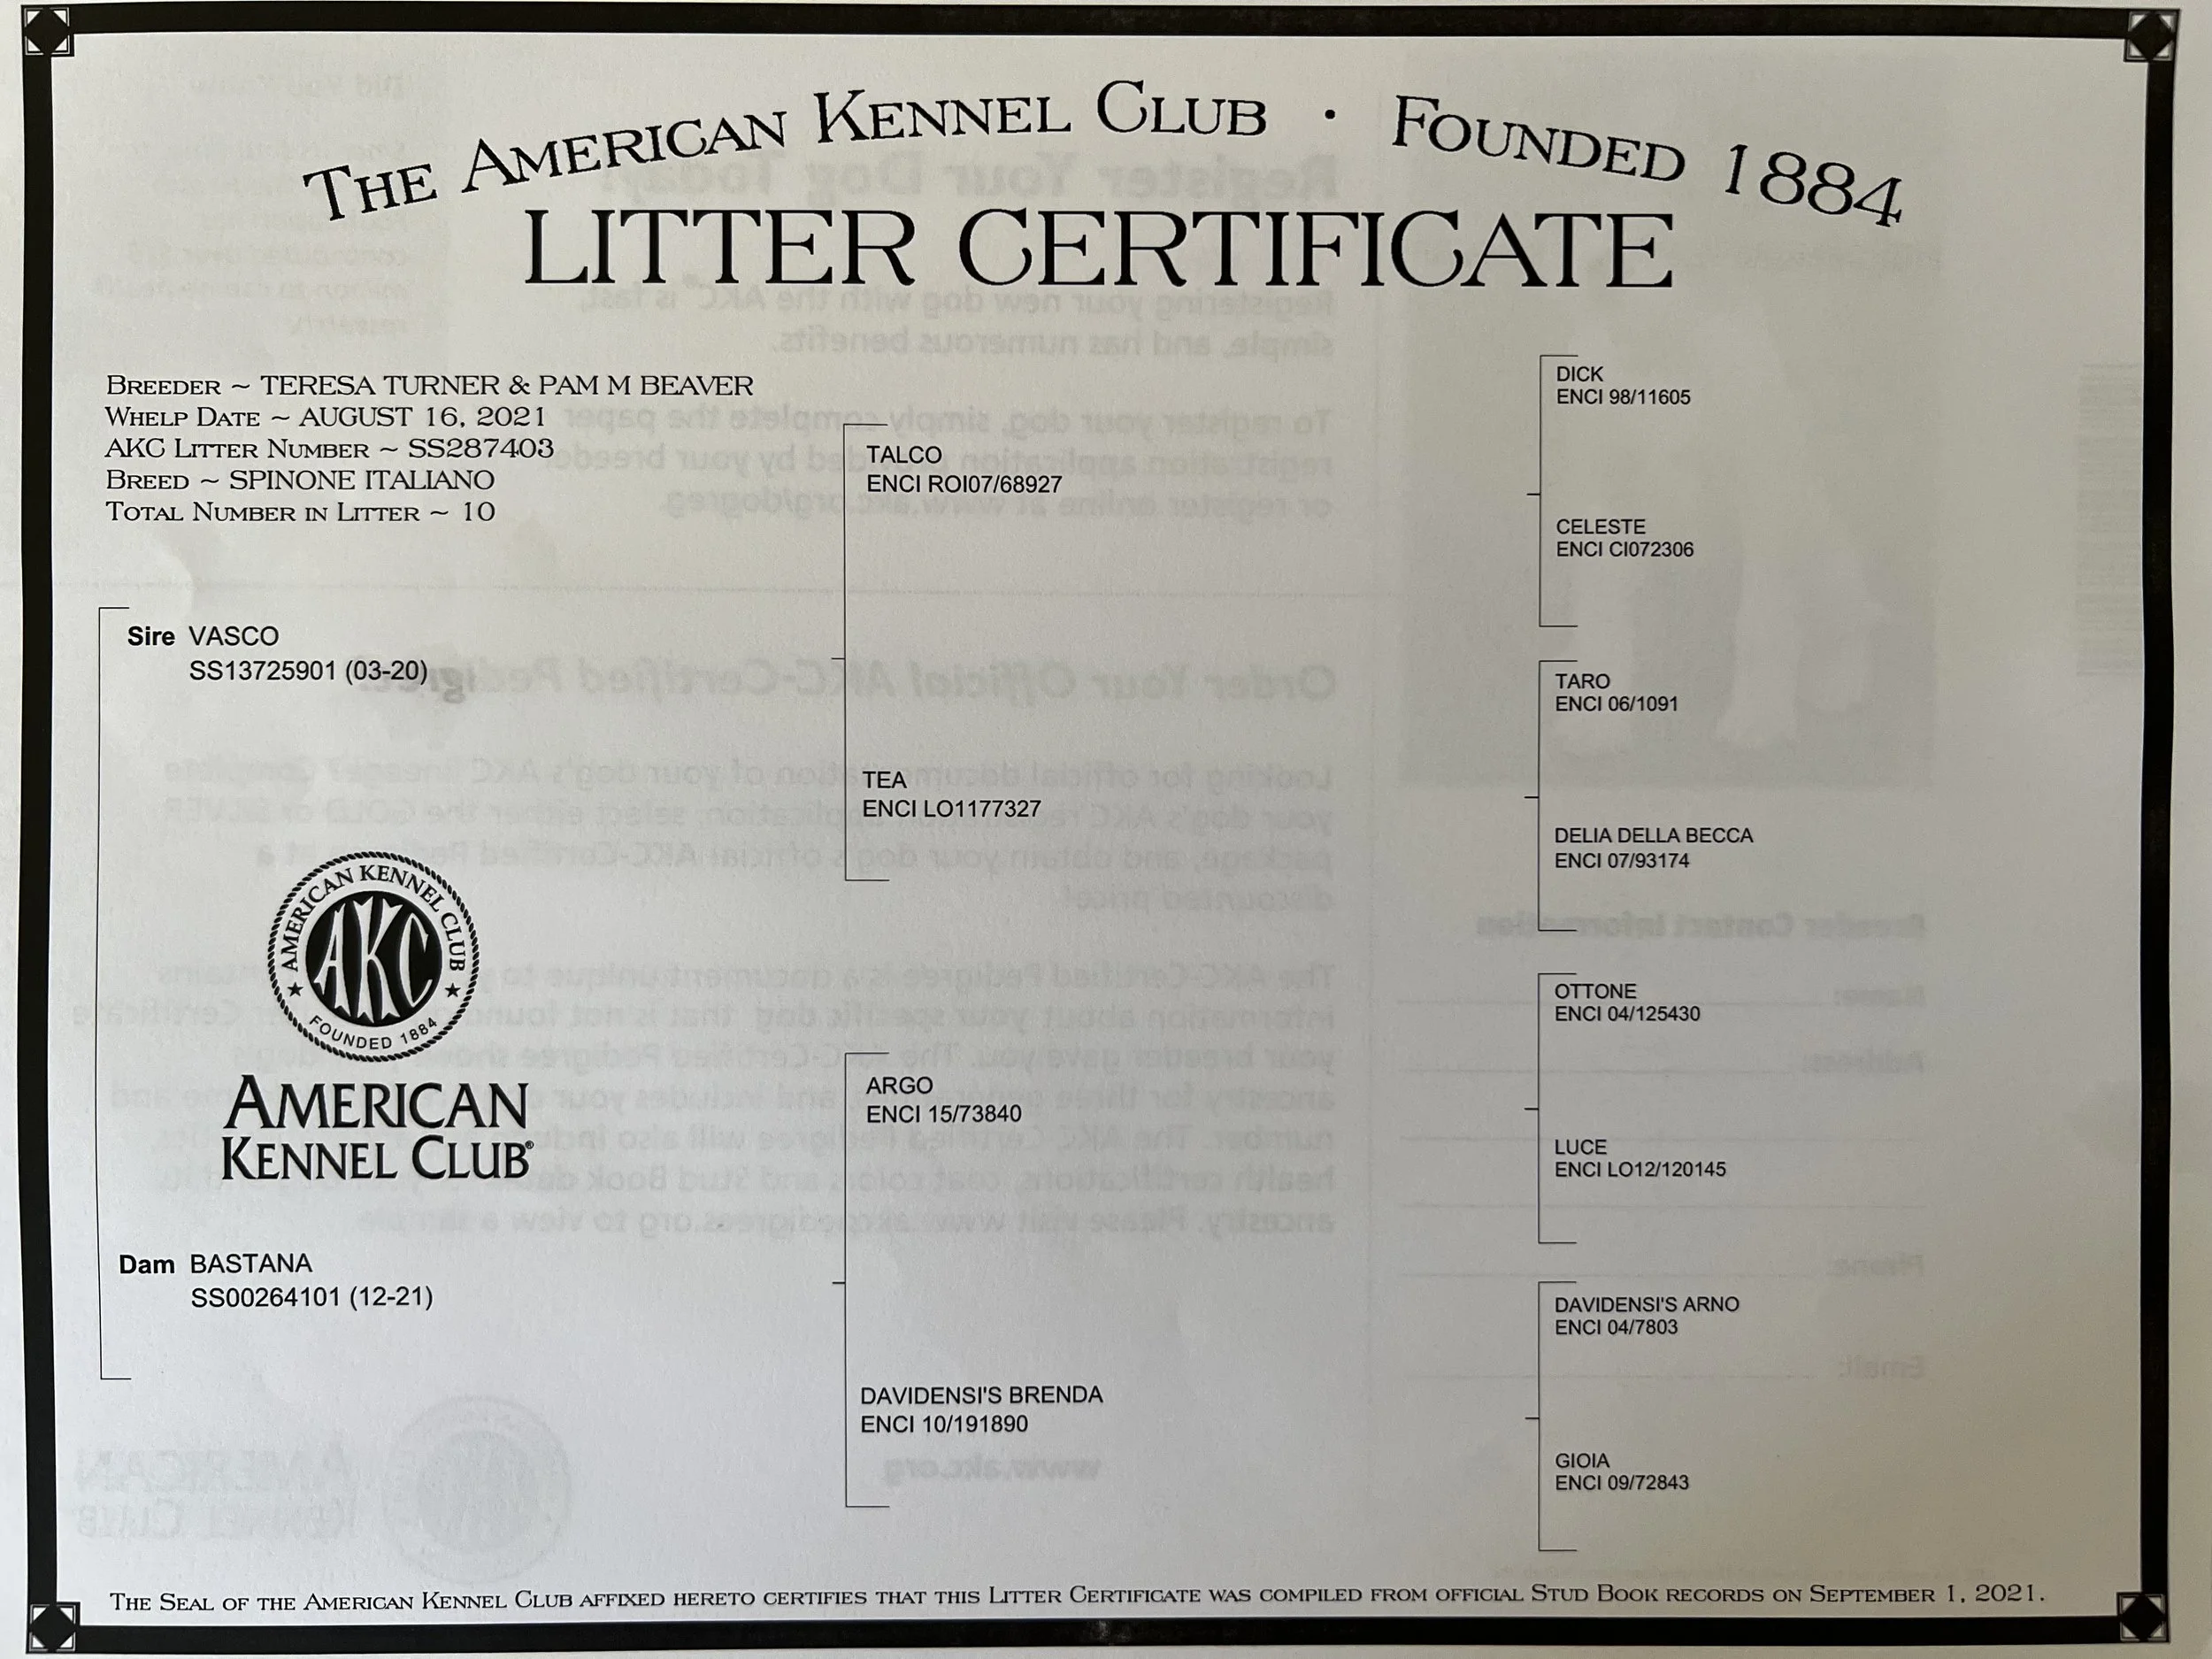 THE AMERICAN KENNEL CLUB · FOUNDED 1884
LITTER CERTIFICATE
BREEDER ~ TERESA TURNER & PAM M BEAVER
WHELP DATE ~ AUGUST 16, 2021
AKC LITTER NUMBER ~ SS287403
BREED ~ SPINONE ITALIANO
TOTAL NUMBER IN LITTER ~ 10
Sire VASCO
SS13725901 (03-20)
AMERICAN KENNEL CLUB
AKC
FOUNDED 1884
AMERICAN
KENNEL CLUB®
Dam BASTANA
SS00264101 (12-21)
TALCO
ENCI ROI07/68927
TEA
ENCI LO1177327
ARGO
ENCI 15/73840
DAVIDENSI'S BRENDA
ENCI 10/191890
DICK
ENCI 98/11605
CELESTE
ENCI CI072306
TARO
ENCI 06/1091
DELIA DELLA BECCA
ENCI 07/93174
OTTONE
ENCI 04/125430
LUCE
ENCI LO12/120145
DAVIDENSI'S ARNO
ENCI 04/7803
GIOIA
ENCI 09/72843
THE SEAL OF THE AMERICAN KENNEL CLUB AFFIXED HERETO CERTIFIES THAT THIS LITTER CERTIFICATE WAS COMPILED FROM OFFICIAL STUD BOOK RECORDS ON SEPTEMBER 1, 2021.